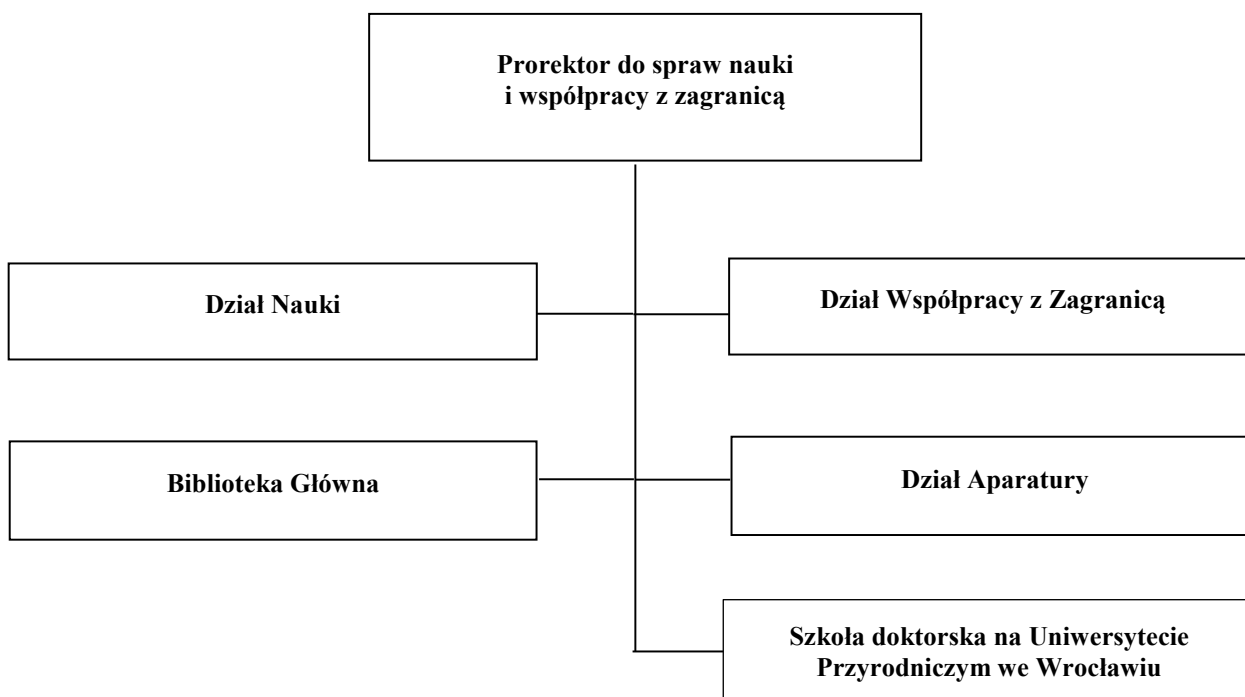 Prorektor do spraw nauki
i współpracy z zagranicą
Dział Nauki
Dział Współpracy z Zagranicą
Biblioteka Główna
Dział Aparatury
Szkoła doktorska na Uniwersytecie
Przyrodniczym we Wrocławiu